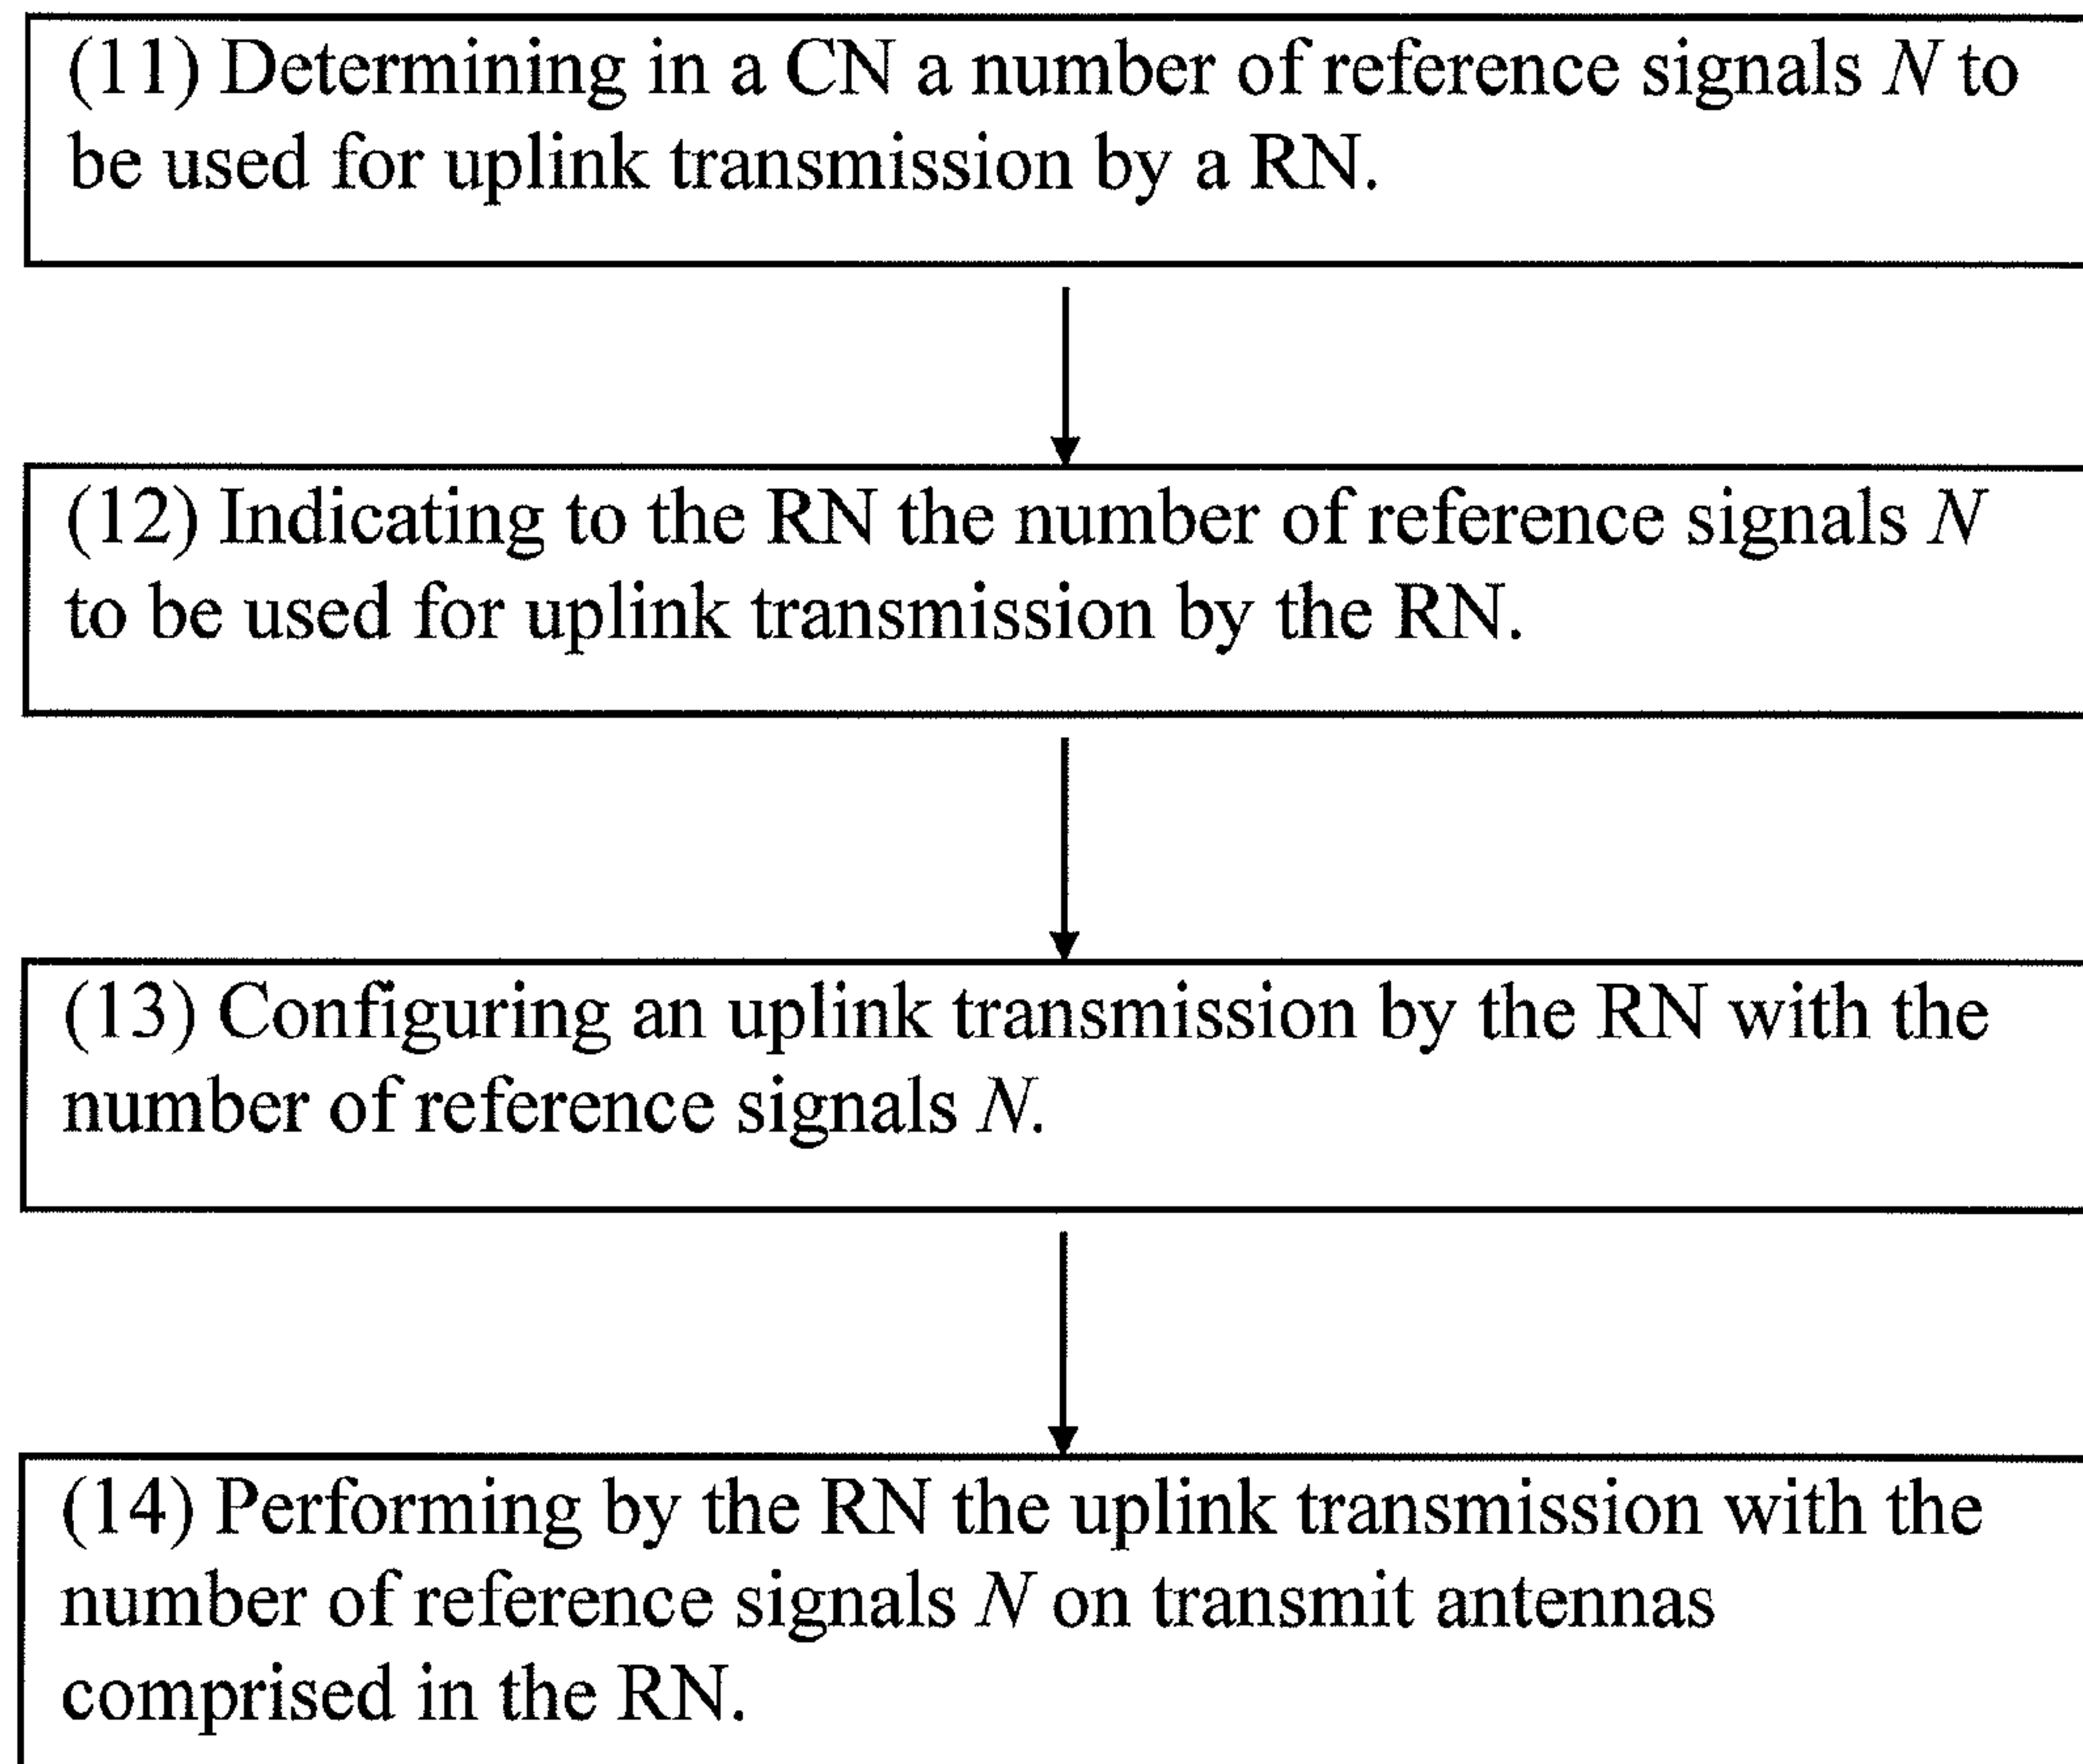 (11) Determining in a CN a number of reference signals N to
be used for uplink transmission by a RN.
(12) Indicating to the RN the number of reference signals N
to be used for uplink transmission by the RN.
(13) Configuring an uplink transmission by the RN with the
number of reference signals N.
(14) Performing by the RN the uplink transmission with the
number of reference signals N on transmit antennas
comprised in the RN.